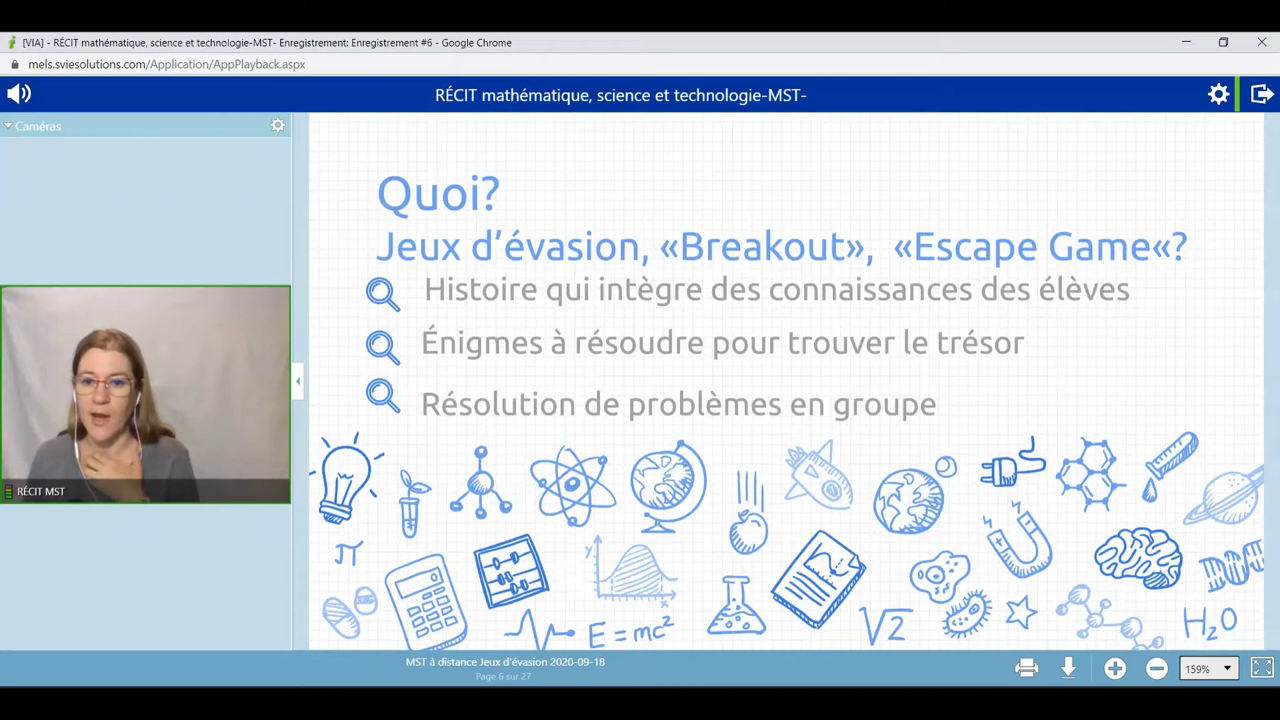 [VIA] - RÉCIT mathématique, science et technologie-MST- Enregistrement: Enregistrement #6 - Google Chrome
mels.sviesolutions.com/Application/AppPlayback.aspx
RÉCIT mathématique, science et technologie-MST-
Caméras
Quoi?
Jeux d'évasion, «Breakout», «Escape Game«?
Histoire qui intègre des connaissances des élèves
Énigmes à résoudre pour trouver le trésor
Résolution de problèmes en groupe
RÉCIT MST
π
y
x
E = mc²
√2
H₂O
MST à distance Jeux d'évasion 2020-09-18
Page 6 sur 27
159%